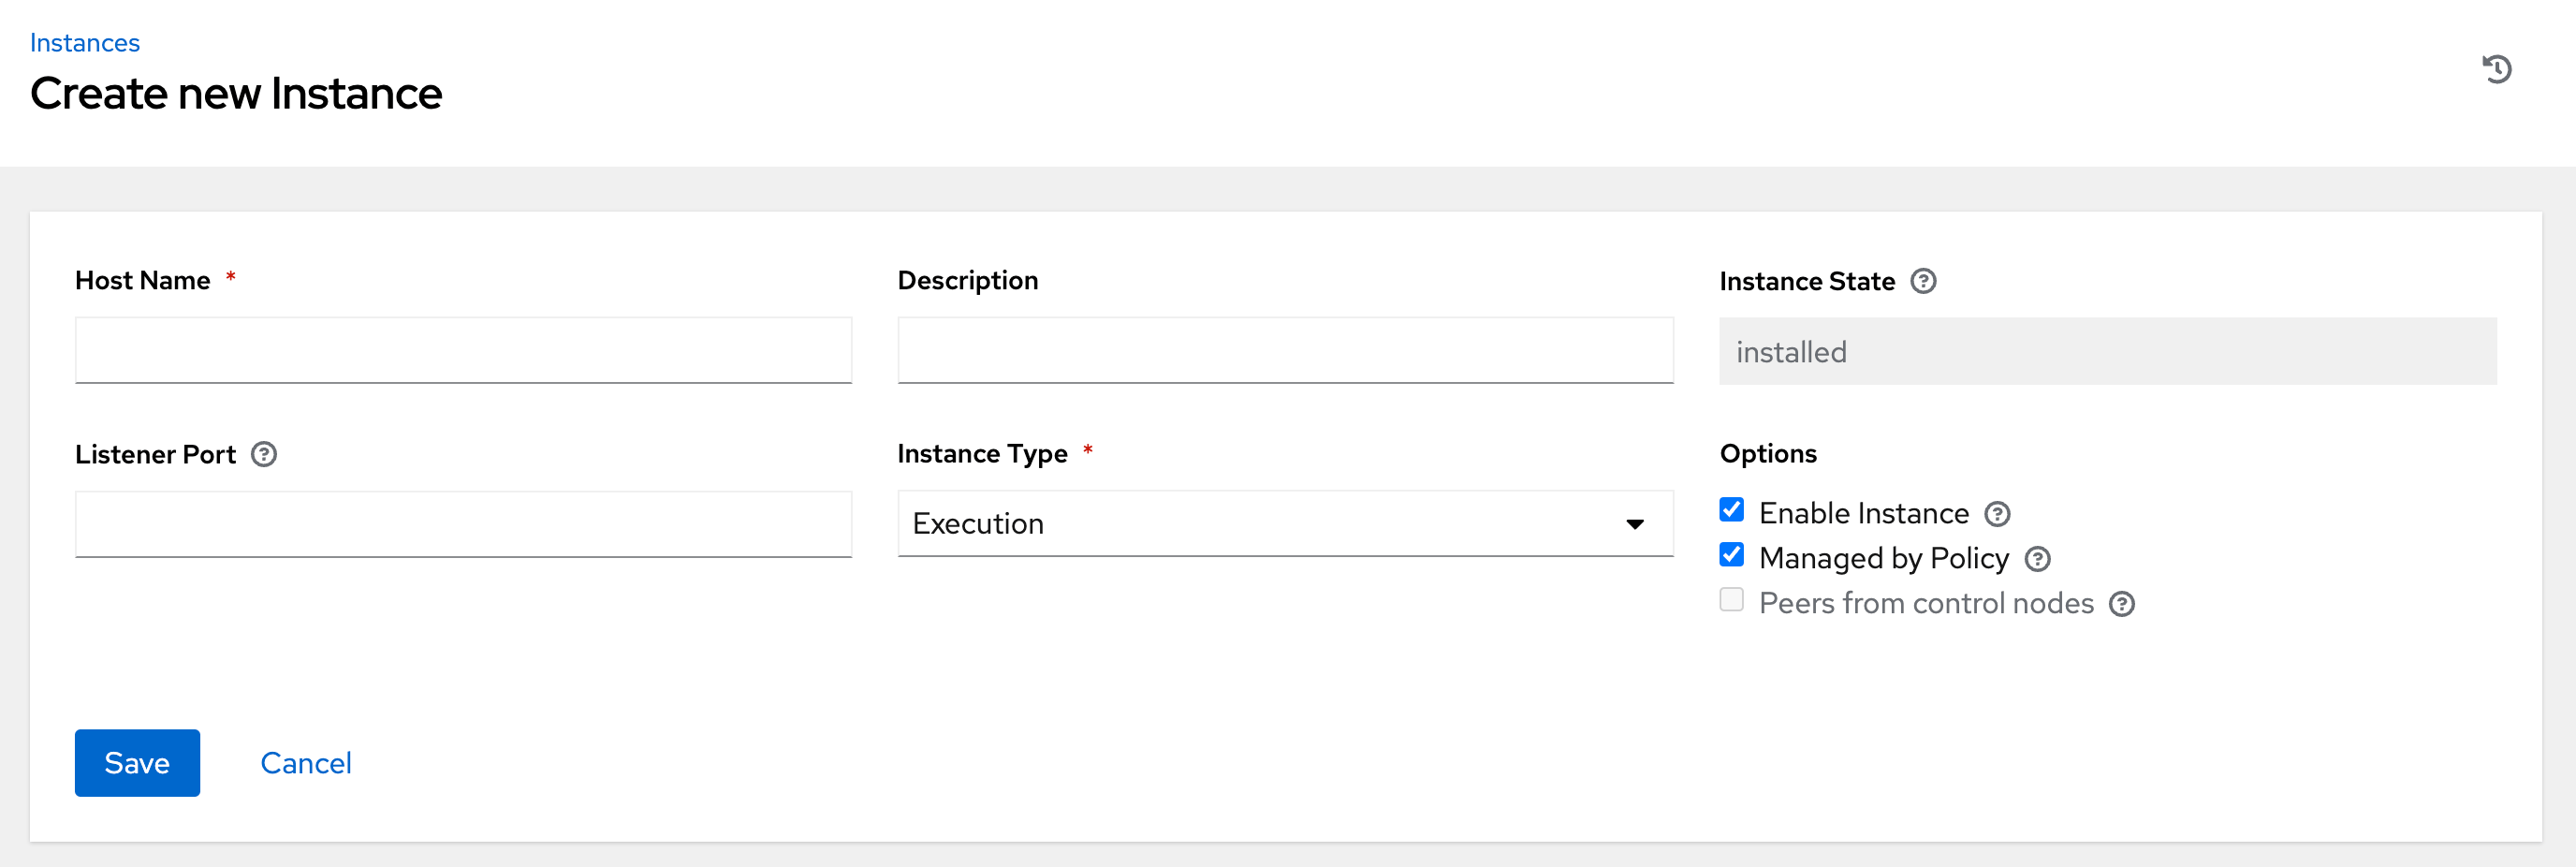 Instances
Create new Instance
Host Name *
Description
Instance State
installed
Listener Port
Instance Type *
Execution
Options
Enable Instance
Managed by Policy
Peers from control nodes
Save
Cancel